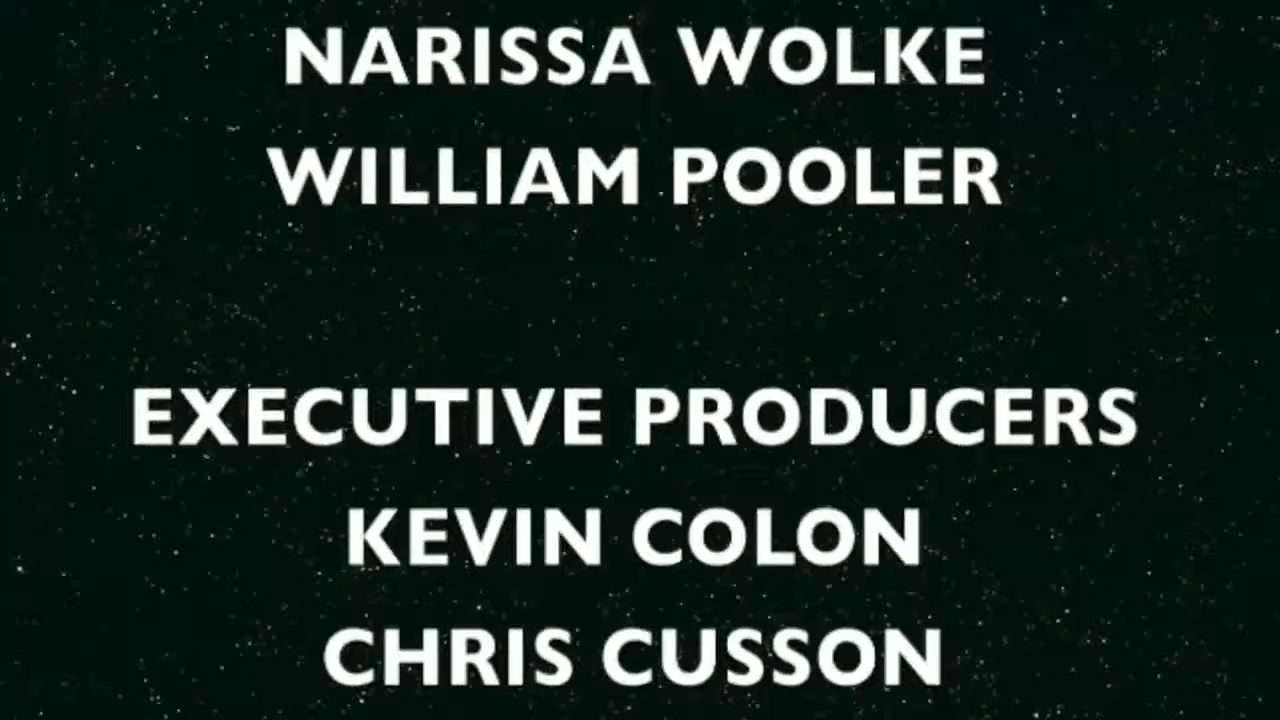 NARISSA WOLKE
WILLIAM POOLER
EXECUTIVE PRODUCERS
KEVIN COLON
CHRIS CUSSON